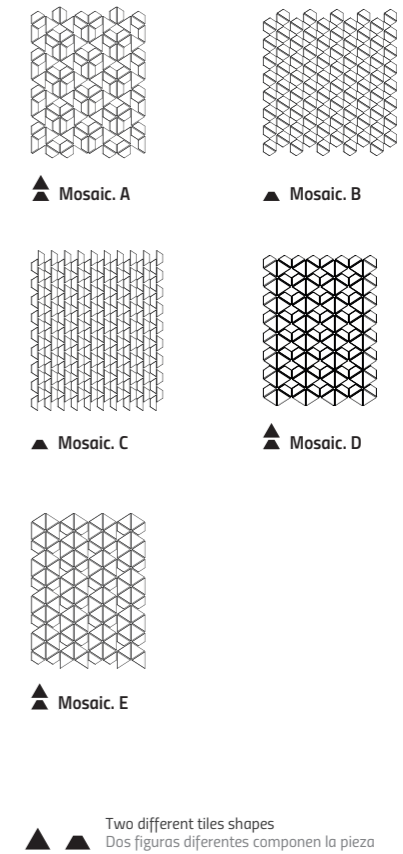 Mosaic. A
Mosaic. B
Mosaic. C
Mosaic. D
Mosaic. E
Two different tiles shapes
Dos figuras diferentes componen la pieza